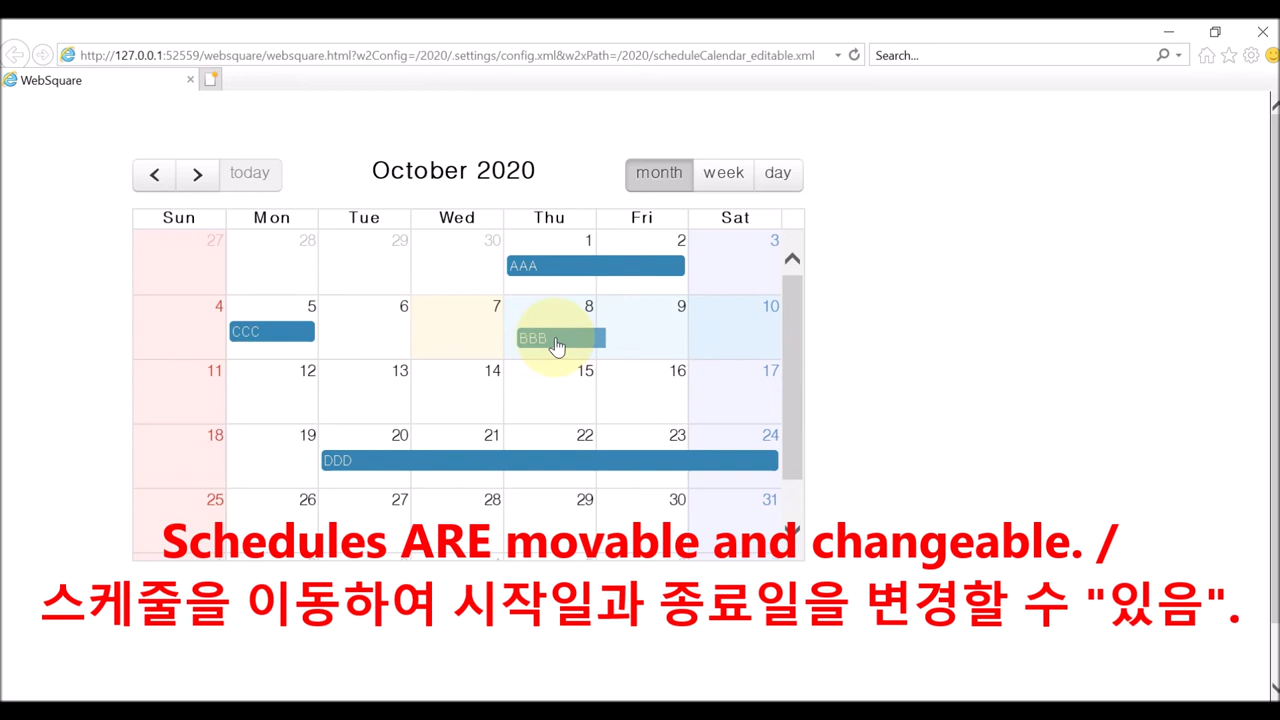 http://127.0.0.1:52559/websquare/websquare.html?w2Config=/2020/.settings/config.xml&w2xPath=/2020/scheduleCalendar_editable.xml
Search...
WebSquare
today
October 2020
month week day
Sun Mon Tue Wed Thu Fri Sat
27 28 29 30 1 2 3
AAA
4 5 6 7 8 9 10
CCC
BBB
11 12 13 14 15 16 17
18 19 20 21 22 23 24
DDD
25 26 27 28 29 30 31
Schedules ARE movable and changeable. /
스케줄을 이동하여 시작일과 종료일을 변경할 수 "있음".